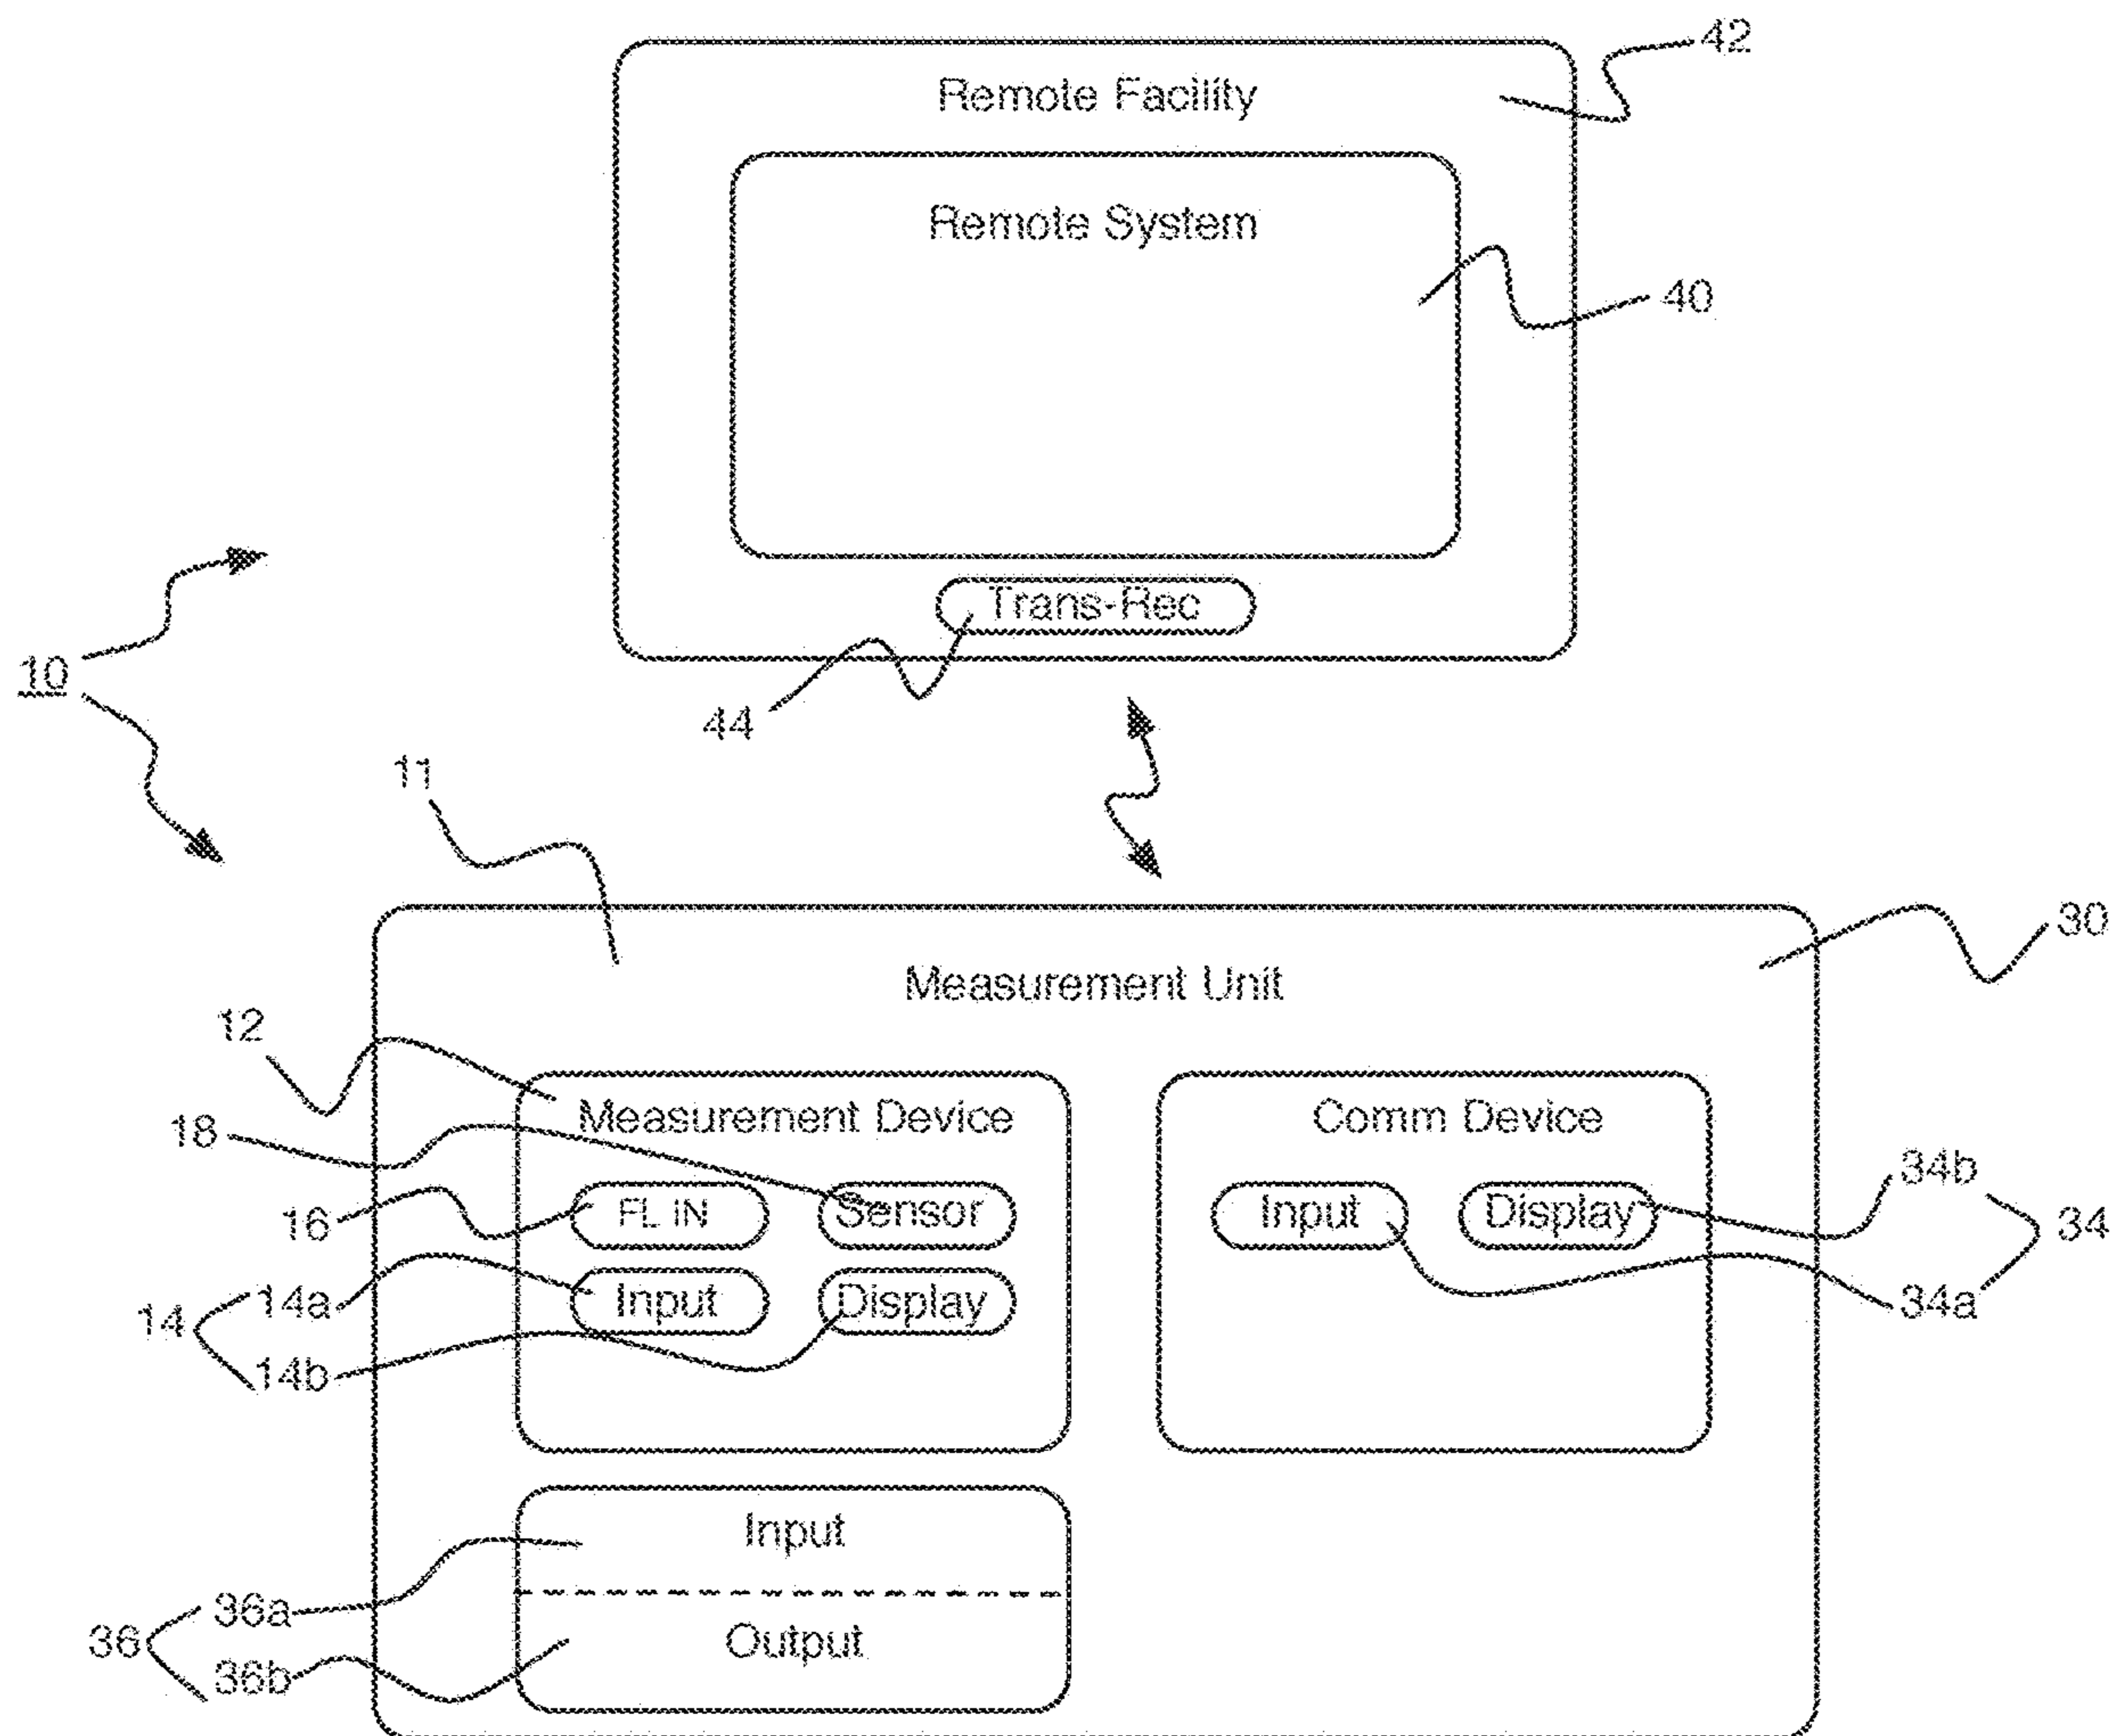 42
Remote Facility
Remote System
40
Trans-Rec
10
44
11
30
Measurement Unit
12
Measurement Device
Comm Device
18
34b
16
FL IN
Sensor
Input
Display
34
14
14a
Input
Display
34a
14b
Input
36a
36
Output
36b